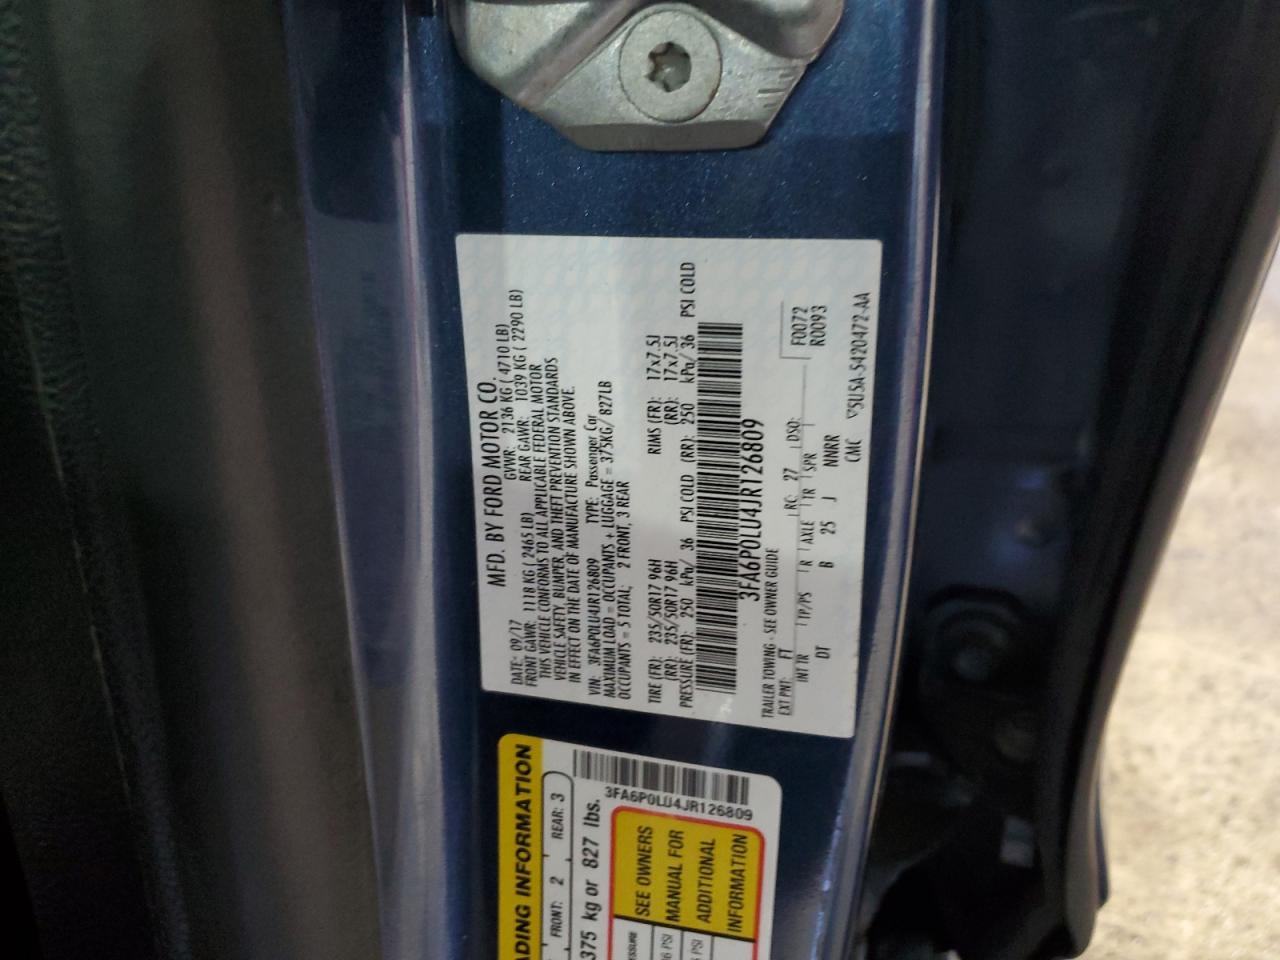 MFD. BY FORD MOTOR CO.
DATE: 09/17 GVWR: 2136 KG ( 4710 LB)
FRONT GAWR: 1118 KG ( 2465 LB) REAR GAWR: 1039 KG ( 2290 LB)
THIS VEHICLE CONFORMS TO ALL APPLICABLE FEDERAL MOTOR
VEHICLE SAFETY, BUMPER, AND THEFT PREVENTION STANDARDS
IN EFFECT ON THE DATE OF MANUFACTURE SHOWN ABOVE.
VIN: 3FA6P0LU4JR126809 TYPE: Passenger Car
MAXIMUM LOAD = OCCUPANTS + LUGGAGE = 375KG/ 827LB
OCCUPANTS = 5 TOTAL; 2 FRONT, 3 REAR
TIRE (FR): 235/50R17 96H RIMS (FR): 17x7.5J
(RR): 235/50R17 96H (RR): 17x7.5J
PRESSURE (FR): 250 kPa/ 36 PSI COLD (RR): 250 kPa/ 36 PSI COLD
3FA6P0LU4JR126809
TRAILER TOWING - SEE OWNER GUIDE
EXT PNT: FT RC: 27 DSO: F0072
INT TR TP/PS R AXLE TR SPR R0093
DT B 25 J NNRR
CMC ▽5U5A-5420472-AA
ADING INFORMATION
FRONT: 2 REAR: 3
375 kg or 827 lbs.
3FA6P0LU4JR126809
SEE OWNERS
MANUAL FOR
ADDITIONAL
INFORMATION
PSI
PSI